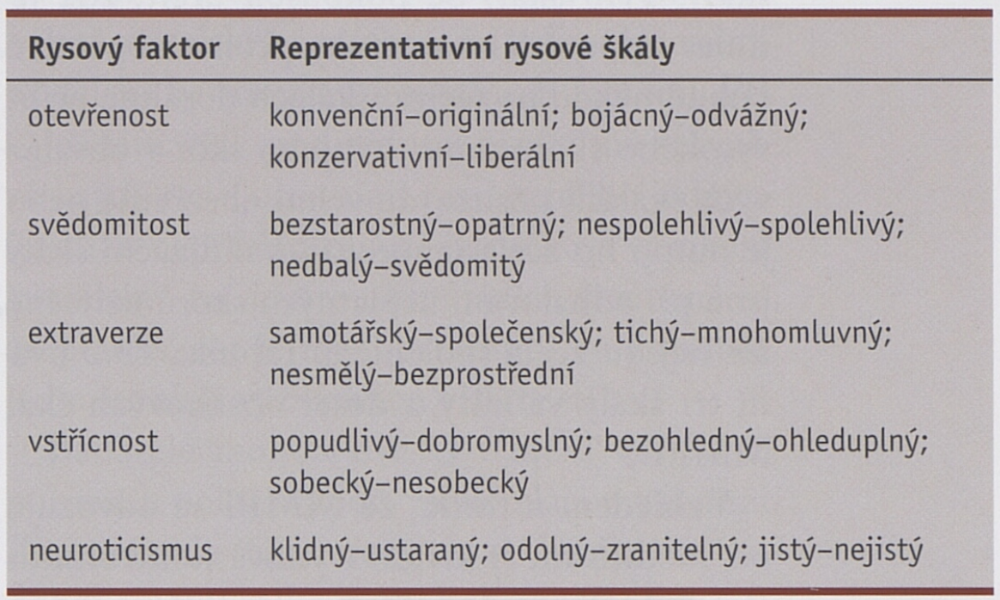 Rysový faktor Reprezentativní rysové škály
otevřenost konvenční–originální; bojácný–odvážný;
konzervativní–liberální
svědomitost bezstarostný–opatrný; nespolehlivý–spolehlivý;
nedbalý–svědomitý
extraverze samotářský–společenský; tichý–mnohomluvný;
nesmělý–bezprostřední
vstřícnost popudlivý–dobromyslný; bezohledný–ohleduplný;
sobecký–nesobecký
neuroticismus klidný–ustaraný; odolný–zranitelný; jistý–nejistý